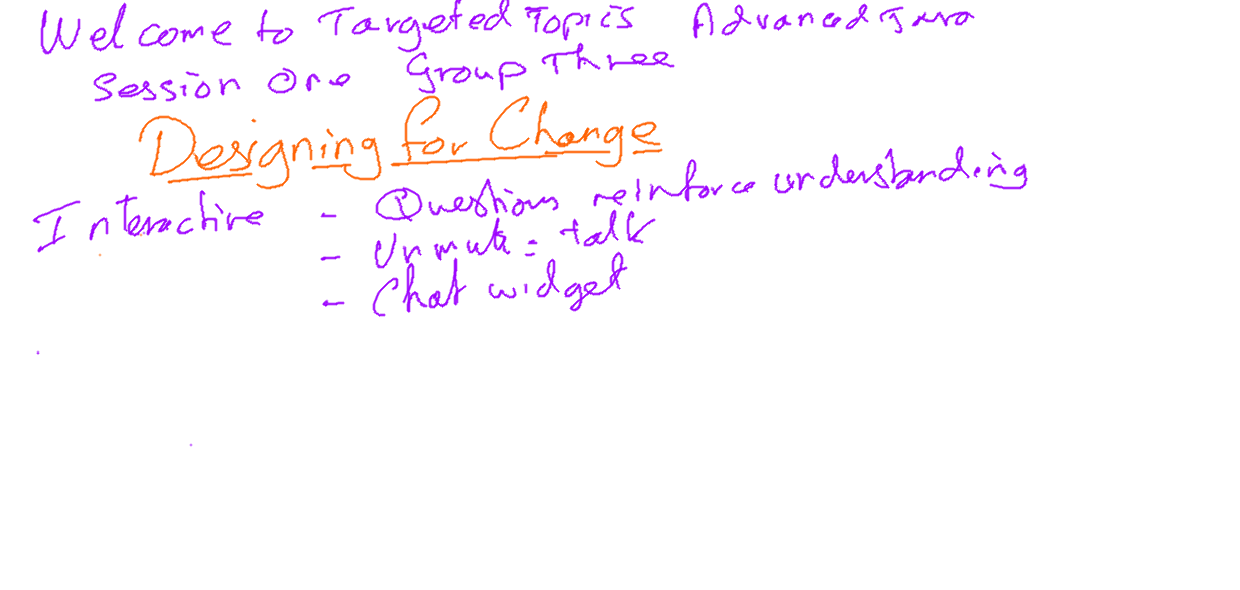 Welcome to Targeted Topics Advanced Java
Session One Group Three
Designing for Change
Interactive - Questions reinforce understanding
- Unmute = talk
- Chat widget